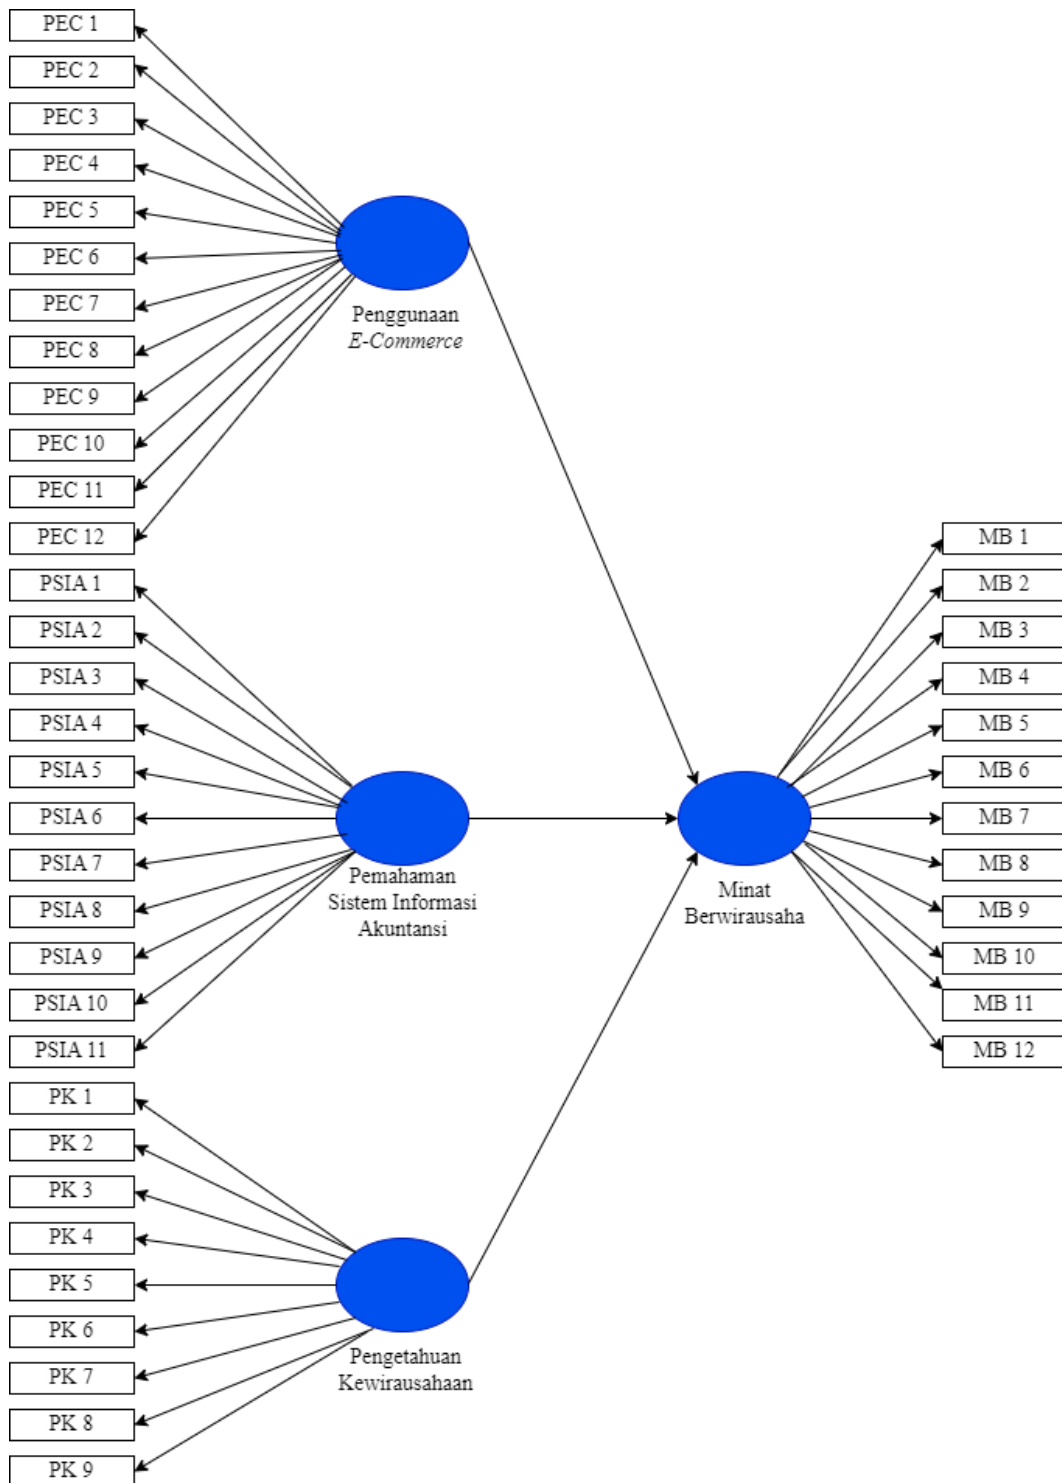 PEC 1
PEC 2
PEC 3
PEC 4
PEC 5
PEC 6
PEC 7
PEC 8
PEC 9
PEC 10
PEC 11
PEC 12
PSIA 1
PSIA 2
PSIA 3
PSIA 4
PSIA 5
PSIA 6
PSIA 7
PSIA 8
PSIA 9
PSIA 10
PSIA 11
PK 1
PK 2
PK 3
PK 4
PK 5
PK 6
PK 7
PK 8
PK 9
Penggunaan
E-Commerce
Pemahaman
Sistem Informasi
Akuntansi
Pengetahuan
Kewirausahaan
Minat
Berwirausaha
MB 1
MB 2
MB 3
MB 4
MB 5
MB 6
MB 7
MB 8
MB 9
MB 10
MB 11
MB 12